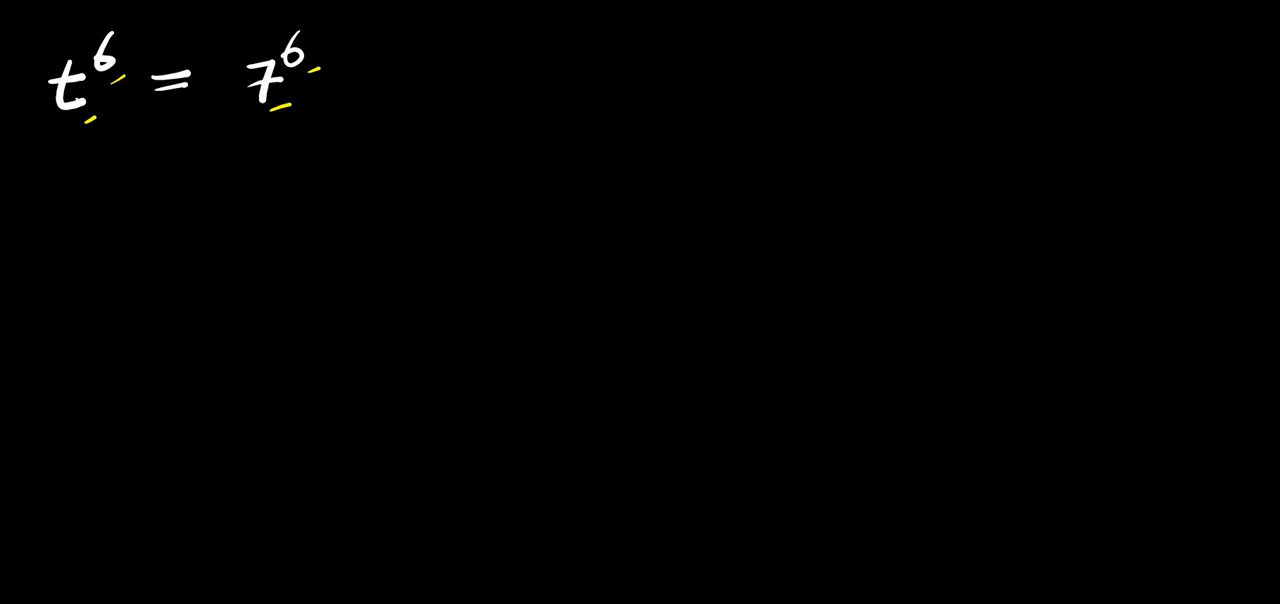 t⁶ = 7⁶